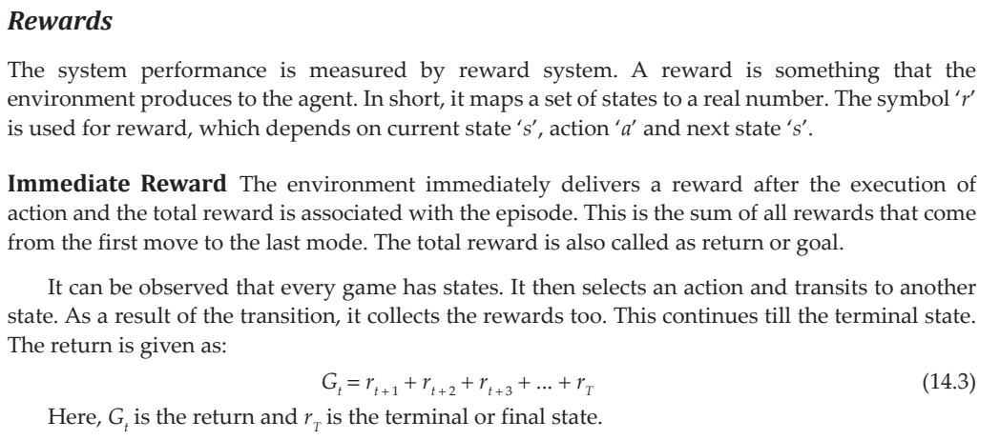 Rewards
The system performance is measured by reward system. A reward is something that the
environment produces to the agent. In short, it maps a set of states to a real number. The symbol ‘r’
is used for reward, which depends on current state ‘s’, action ‘a’ and next state ‘s’.
Immediate Reward The environment immediately delivers a reward after the execution of
action and the total reward is associated with the episode. This is the sum of all rewards that come
from the first move to the last mode. The total reward is also called as return or goal.
It can be observed that every game has states. It then selects an action and transits to another
state. As a result of the transition, it collects the rewards too. This continues till the terminal state.
The return is given as:
G_t = r_{t+1} + r_{t+2} + r_{t+3} + ... + r_T (14.3)
Here, G_t is the return and r_T is the terminal or final state.